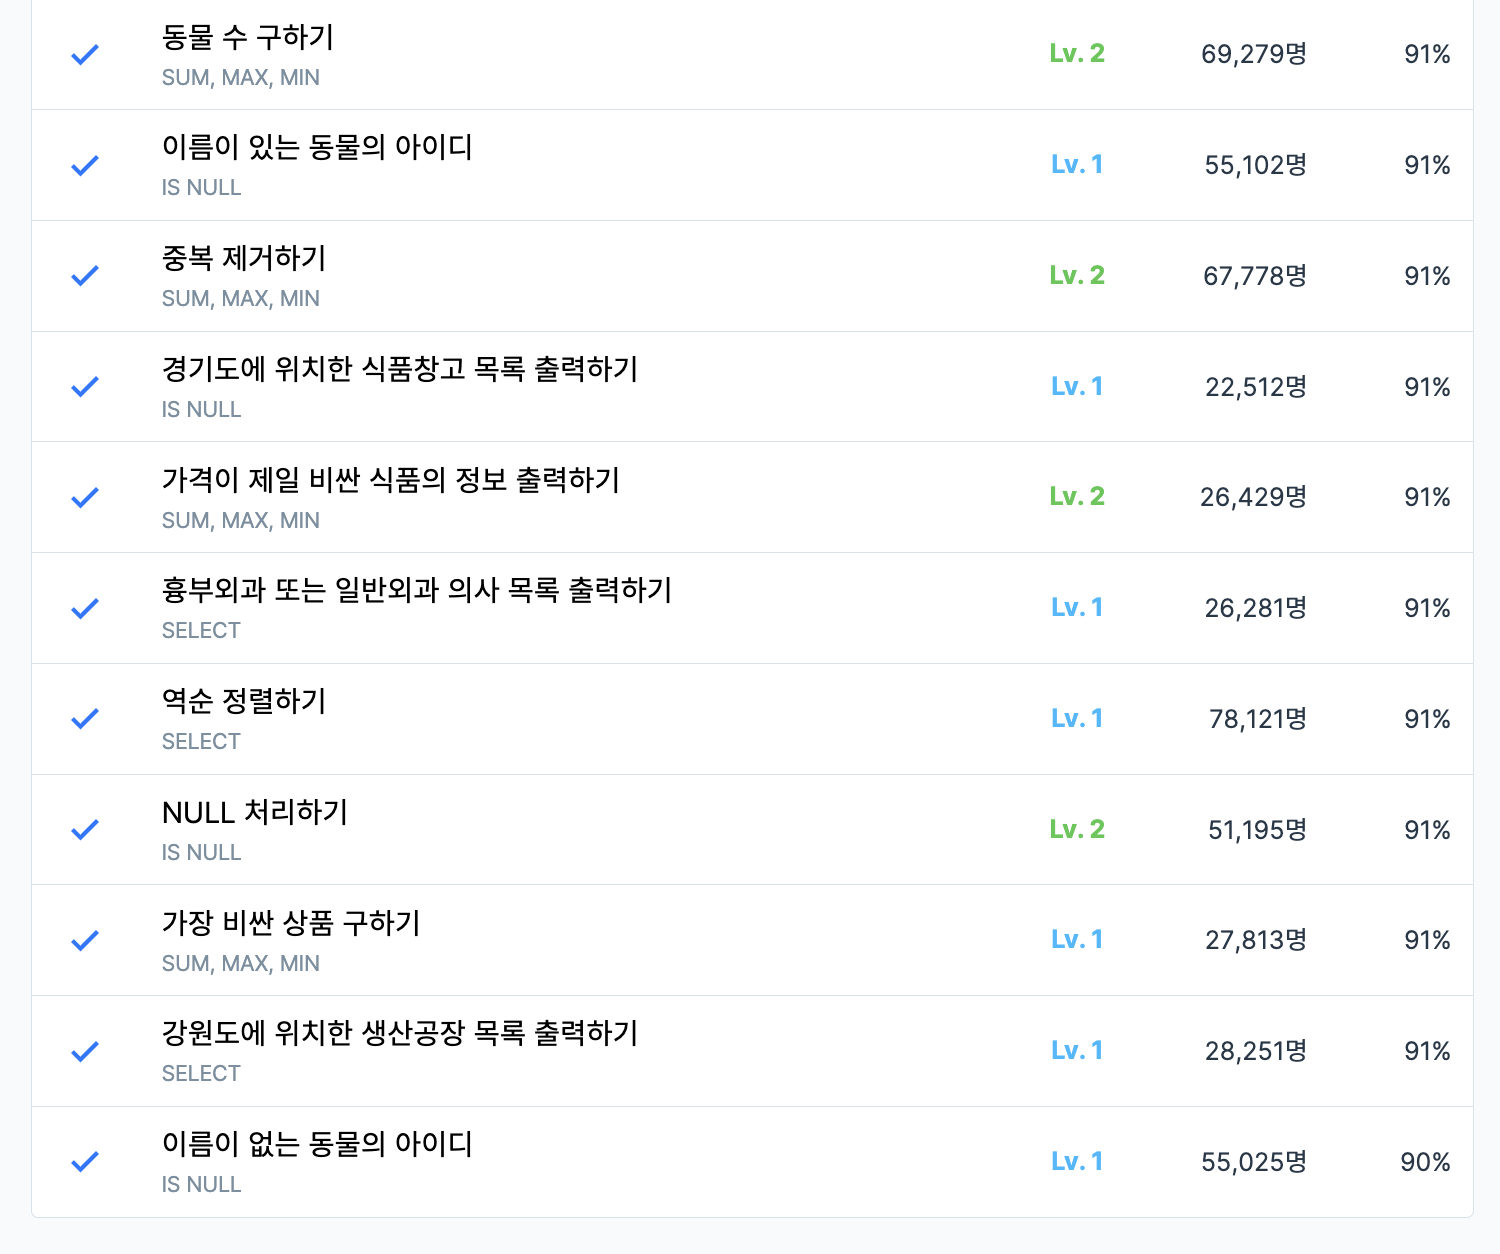 동물 수 구하기
SUM, MAX, MIN
Lv. 2 69,279명 91%
이름이 있는 동물의 아이디
IS NULL
Lv. 1 55,102명 91%
중복 제거하기
SUM, MAX, MIN
Lv. 2 67,778명 91%
경기도에 위치한 식품창고 목록 출력하기
IS NULL
Lv. 1 22,512명 91%
가격이 제일 비싼 식품의 정보 출력하기
SUM, MAX, MIN
Lv. 2 26,429명 91%
흉부외과 또는 일반외과 의사 목록 출력하기
SELECT
Lv. 1 26,281명 91%
역순 정렬하기
SELECT
Lv. 1 78,121명 91%
NULL 처리하기
IS NULL
Lv. 2 51,195명 91%
가장 비싼 상품 구하기
SUM, MAX, MIN
Lv. 1 27,813명 91%
강원도에 위치한 생산공장 목록 출력하기
SELECT
Lv. 1 28,251명 91%
이름이 없는 동물의 아이디
IS NULL
Lv. 1 55,025명 90%